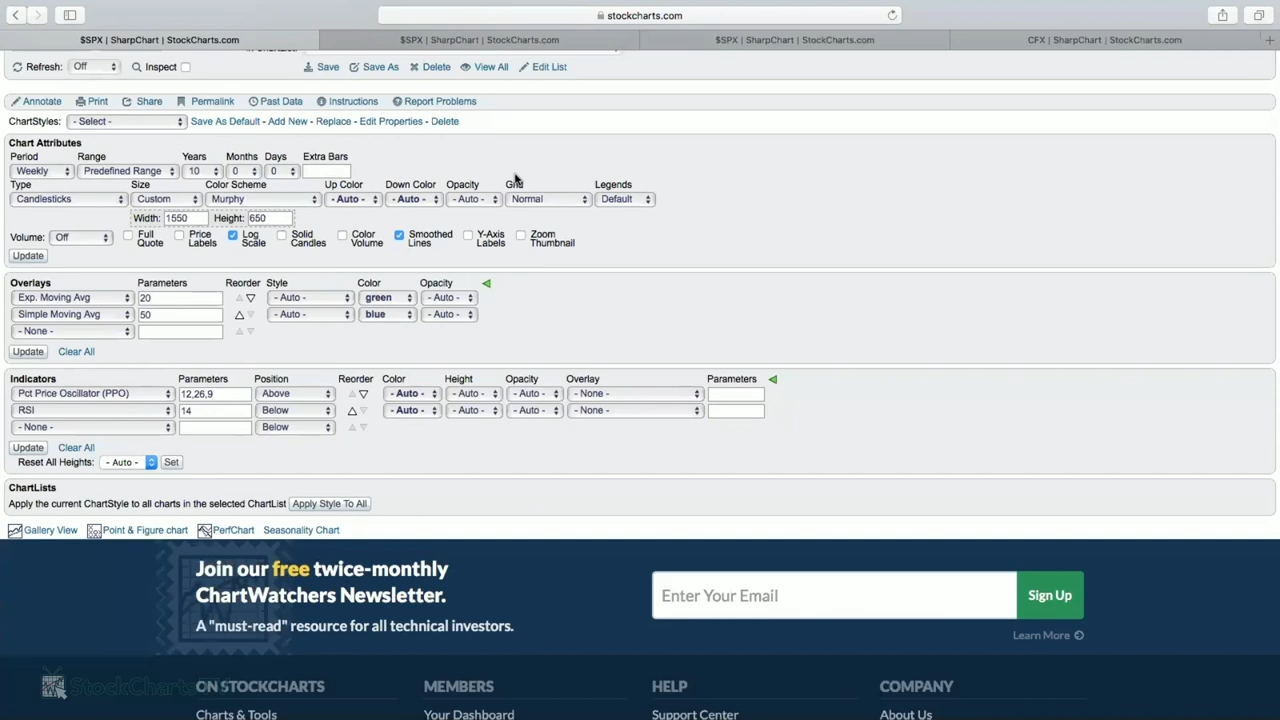 stockcharts.com
$SPX | SharpChart | StockCharts.com $SPX | SharpChart | StockCharts.com $SPX | SharpChart | StockCharts.com CFX | SharpChart | StockCharts.com
Refresh: Off Inspect Save Save As Delete View All Edit List
Annotate Print Share Permalink Past Data Instructions Report Problems
ChartStyles: - Select - Save As Default - Add New - Replace - Edit Properties - Delete
Chart Attributes
Period Range Years Months Days Extra Bars
Weekly Predefined Range 10 0 0
Type Size Color Scheme Up Color Down Color Opacity Grid Legends
Candlesticks Custom Murphy - Auto - - Auto - - Auto - Normal Default
Width: 1550 Height: 650
Volume: Off Full Quote Price Labels Log Scale Solid Candles Color Volume Smoothed Lines Y-Axis Labels Zoom Thumbnail
Update
Overlays Parameters Reorder Style Color Opacity
Exp. Moving Avg 20 - Auto - green - Auto -
Simple Moving Avg 50 - Auto - blue - Auto -
- None -
Update Clear All
Indicators Parameters Position Reorder Color Height Opacity Overlay Parameters
Pct Price Oscillator (PPO) 12,26,9 Above - Auto - - Auto - - Auto - - None -
RSI 14 Below - Auto - - Auto - - Auto - - None -
- None - Below
Update Clear All
Reset All Heights: - Auto - Set
ChartLists
Apply the current ChartStyle to all charts in the selected ChartList Apply Style To All
Gallery View Point & Figure chart PerfChart Seasonality Chart
Join our free twice-monthly
ChartWatchers Newsletter.
Enter Your Email Sign Up
A "must-read" resource for all technical investors.
Learn More
StockCharts
ON STOCKCHARTS MEMBERS HELP COMPANY
Charts & Tools Your Dashboard Support Center About Us